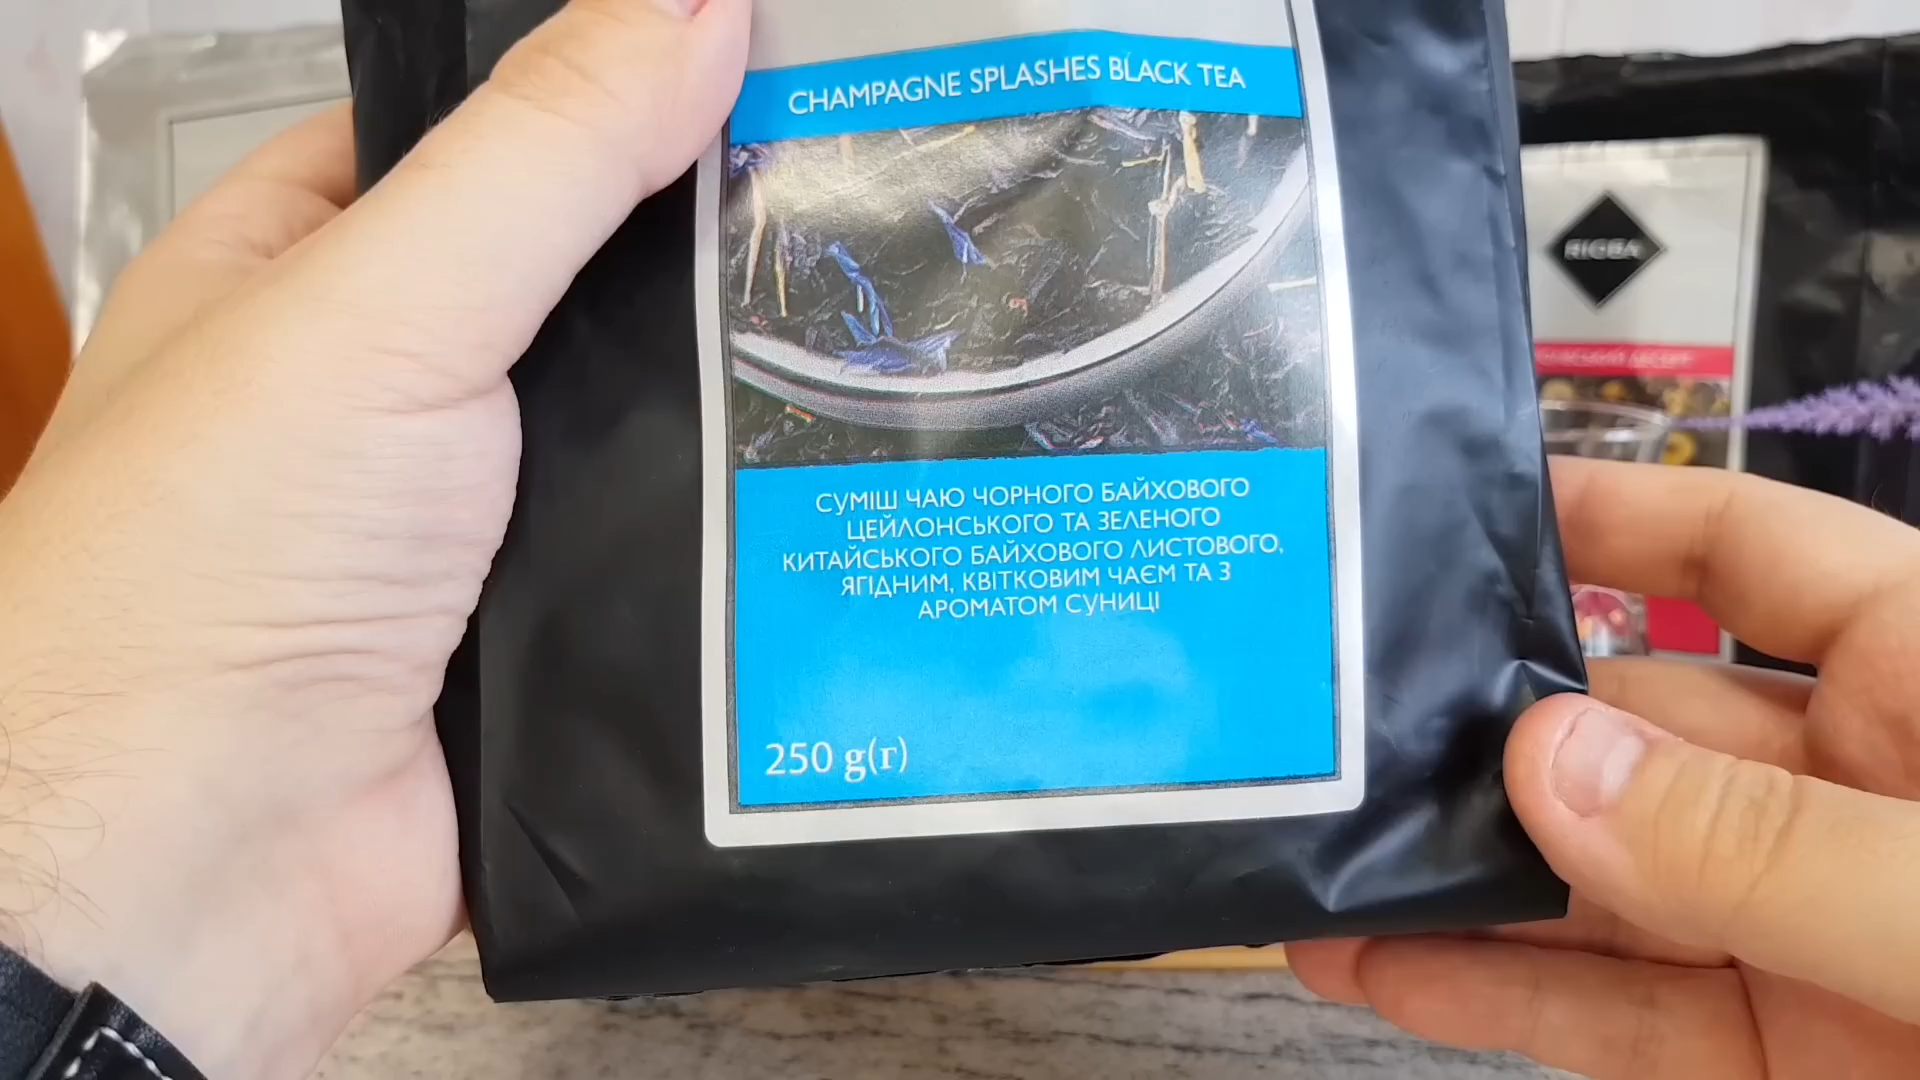 CHAMPAGNE SPLASHES BLACK TEA
СУМІШ ЧАЮ ЧОРНОГО БАЙХОВОГО
ЦЕЙЛОНСЬКОГО ТА ЗЕЛЕНОГО
КИТАЙСЬКОГО БАЙХОВОГО ЛИСТОВОГО,
ЯГІДНИМ, КВІТКОВИМ ЧАЄМ ТА З
АРОМАТОМ СУНИЦІ
250 g(г)
RIOBA